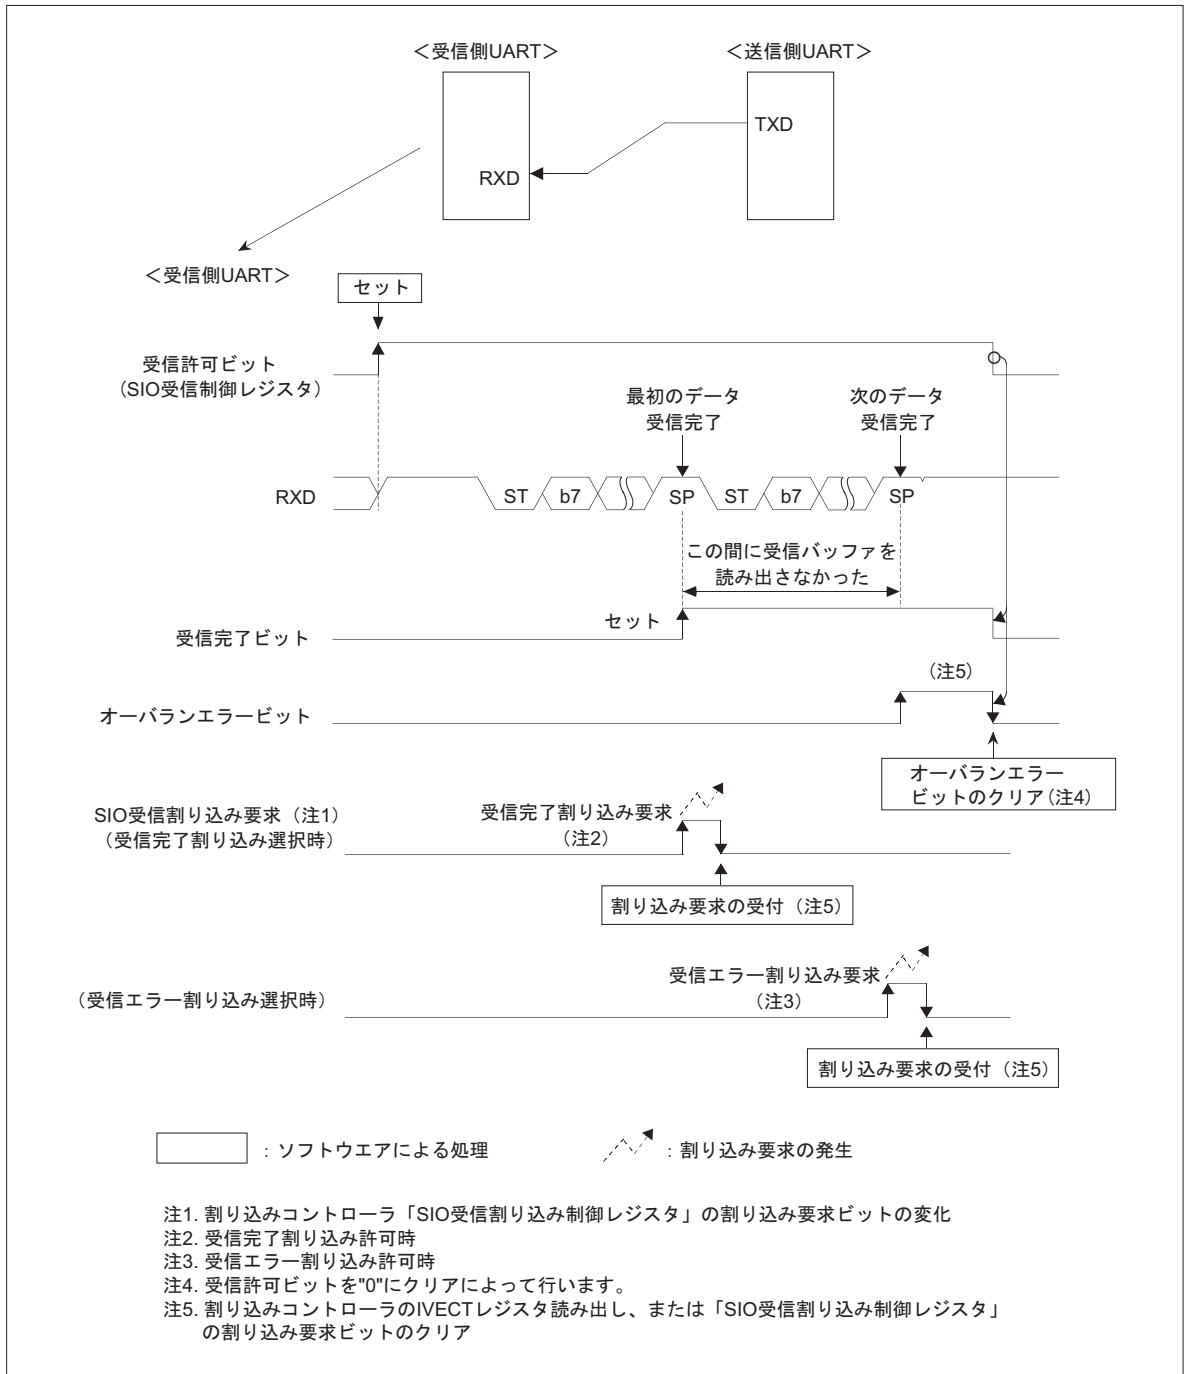 ＜受信側UART＞
＜送信側UART＞
TXD
RXD
＜受信側UART＞
セット
受信許可ビット
（SIO受信制御レジスタ）
最初のデータ
受信完了
次のデータ
受信完了
RXD
ST
b7
SP
ST
b7
SP
この間に受信バッファを
読み出さなかった
セット
受信完了ビット
（注5）
オーバランエラービット
オーバランエラー
ビットのクリア（注4）
SIO受信割り込み要求（注1）
（受信完了割り込み選択時）
受信完了割り込み要求
（注2）
割り込み要求の受付（注5）
受信エラー割り込み要求
（注3）
（受信エラー割り込み選択時）
割り込み要求の受付（注5）
：ソフトウエアによる処理
：割り込み要求の発生
注1. 割り込みコントローラ「SIO受信割り込み制御レジスタ」の割り込み要求ビットの変化
注2. 受信完了割り込み許可時
注3. 受信エラー割り込み許可時
注4. 受信許可ビットを"0"にクリアによって行います。
注5. 割り込みコントローラのIVECTレジスタ読み出し、または「SIO受信割り込み制御レジスタ」
の割り込み要求ビットのクリア